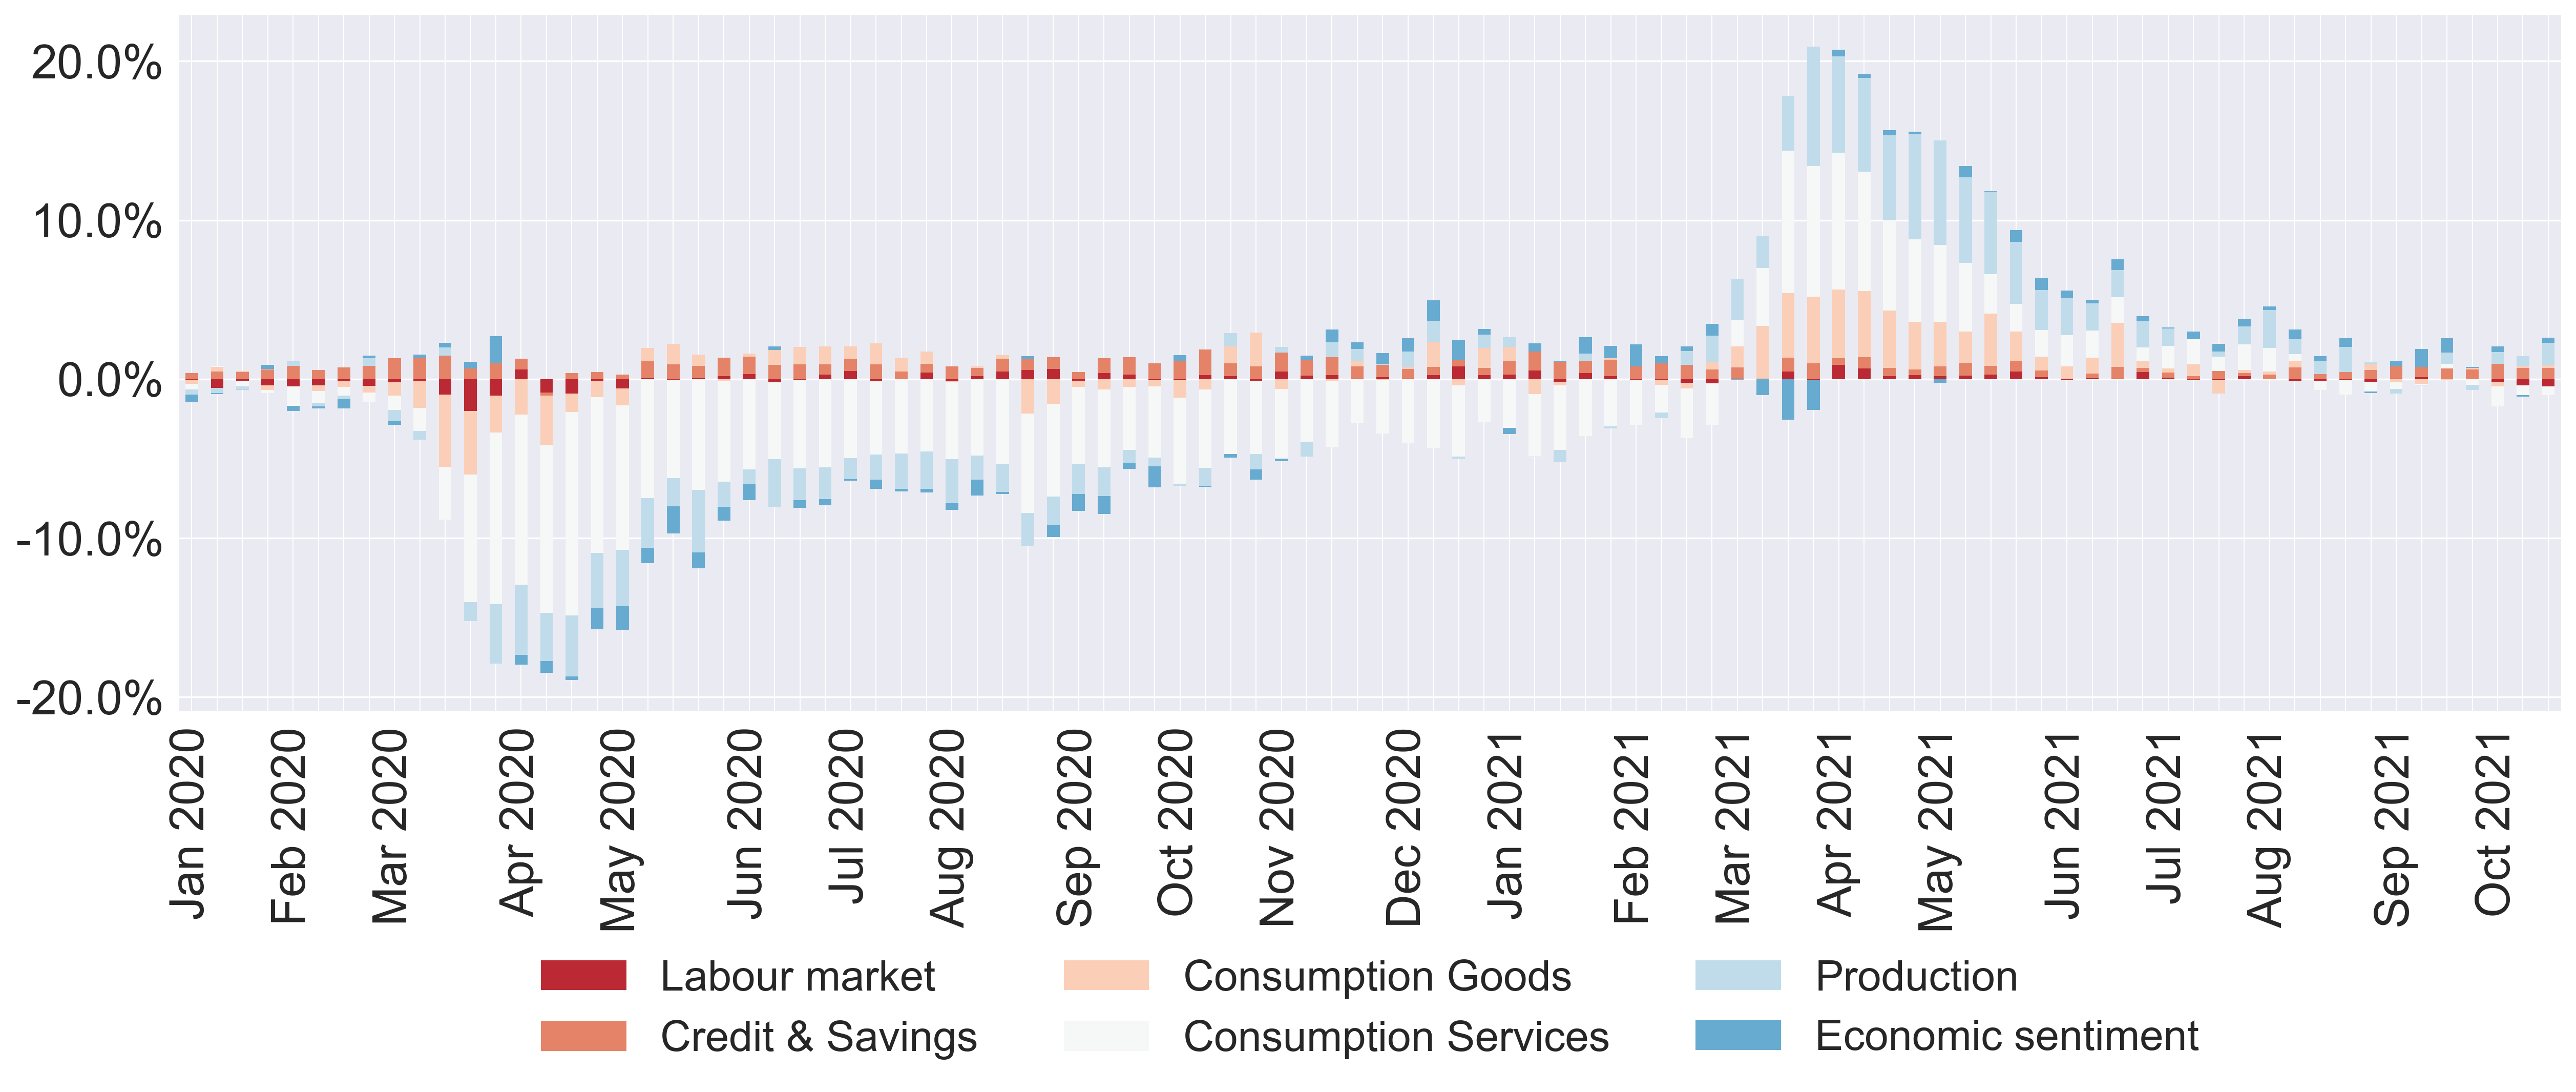 20.0%
10.0%
0.0%
-10.0%
-20.0%
Jan 2020
Feb 2020
Mar 2020
Apr 2020
May 2020
Jun 2020
Jul 2020
Aug 2020
Sep 2020
Oct 2020
Nov 2020
Dec 2020
Jan 2021
Feb 2021
Mar 2021
Apr 2021
May 2021
Jun 2021
Jul 2021
Aug 2021
Sep 2021
Oct 2021
Labour market
Consumption Goods
Production
Credit & Savings
Consumption Services
Economic sentiment